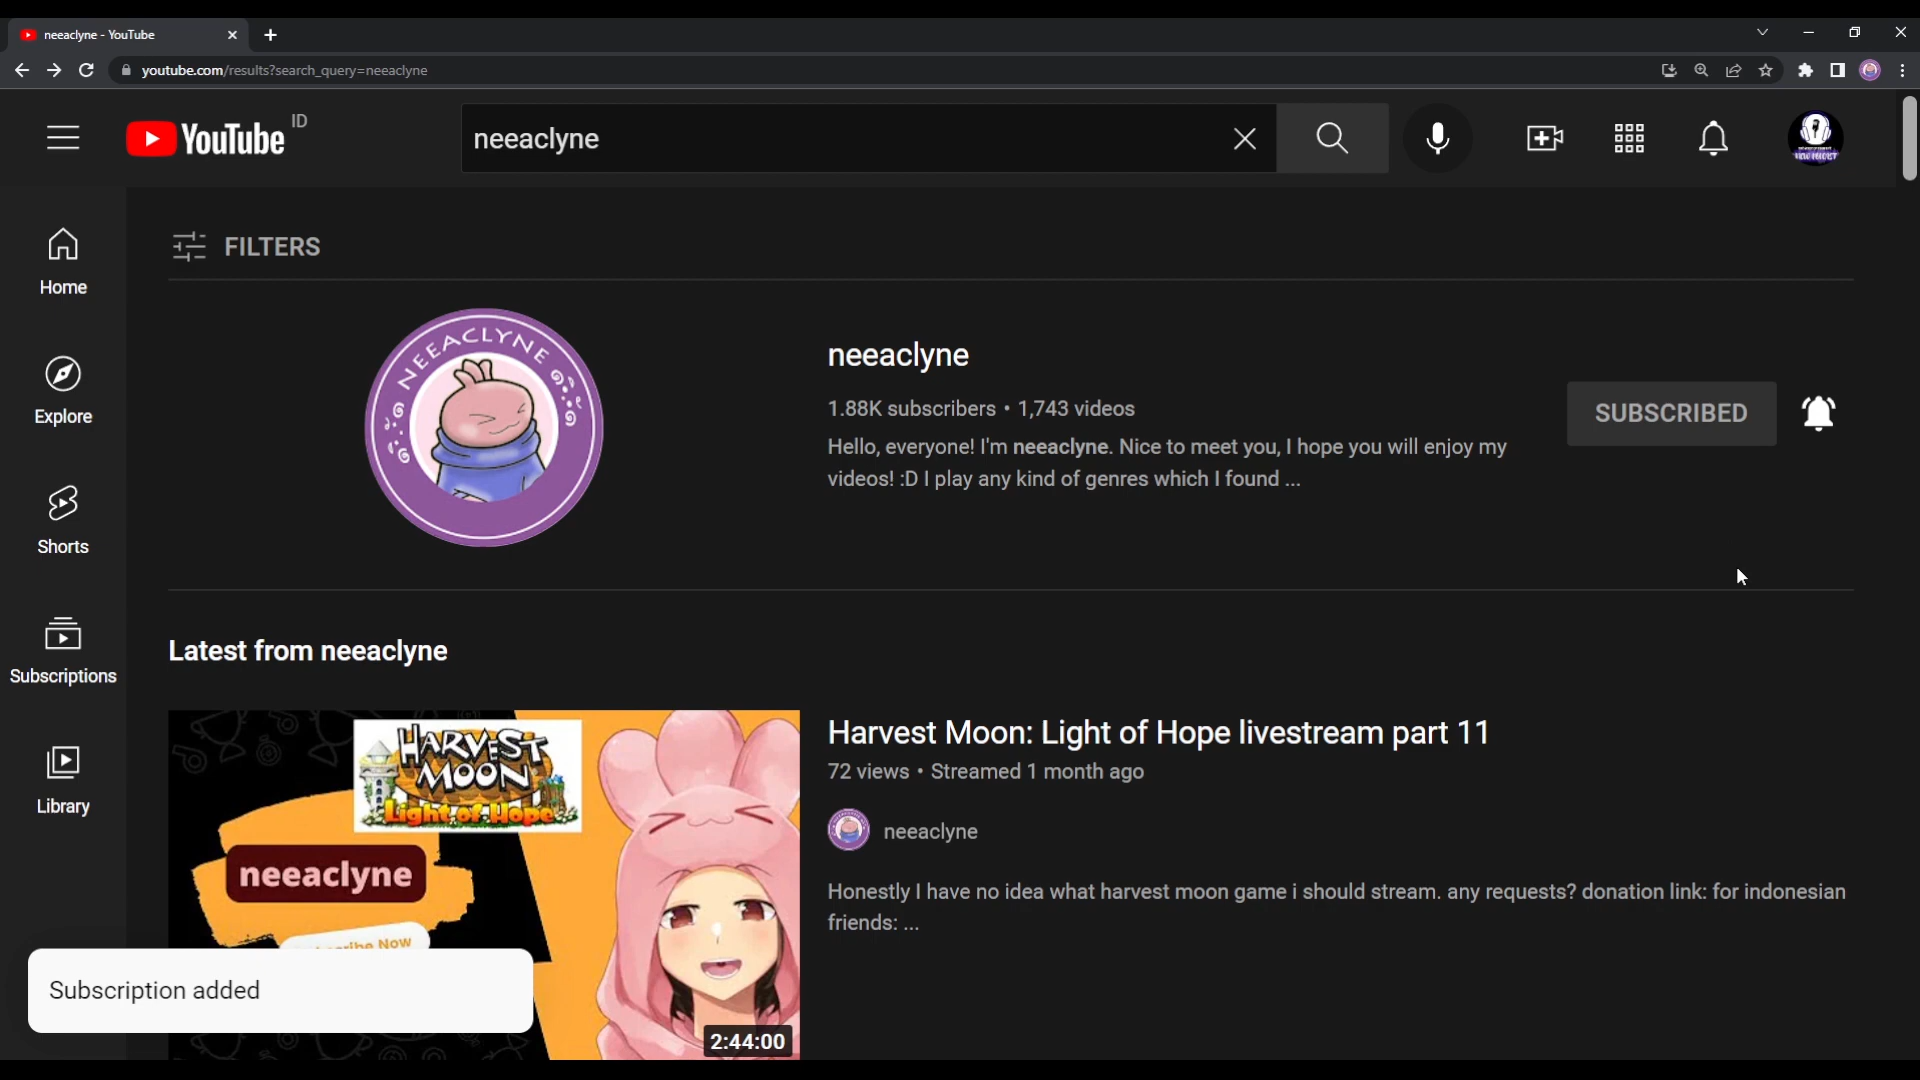 neeaclyne - YouTube
youtube.com/results?search_query=neeaclyne
YouTube ID
neeaclyne
FILTERS
Home
Explore
Shorts
Subscriptions
Library
NEEACLYNE
neeaclyne
1.88K subscribers • 1,743 videos
Hello, everyone! I'm neeaclyne. Nice to meet you, I hope you will enjoy my
videos! :D I play any kind of genres which I found ...
SUBSCRIBED
Latest from neeaclyne
HARVEST
MOON
Light of Hope
neeaclyne
Now
2:44:00
Harvest Moon: Light of Hope livestream part 11
72 views • Streamed 1 month ago
neeaclyne
Honestly I have no idea what harvest moon game i should stream. any requests? donation link: for indonesian
friends: ...
Subscription added